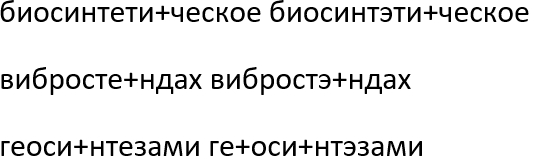 биосинтети+ческое биосинтэти+ческое
вибросте+ндах вибростэ+ндах
геоси+нтезами ге+оси+нтэзами